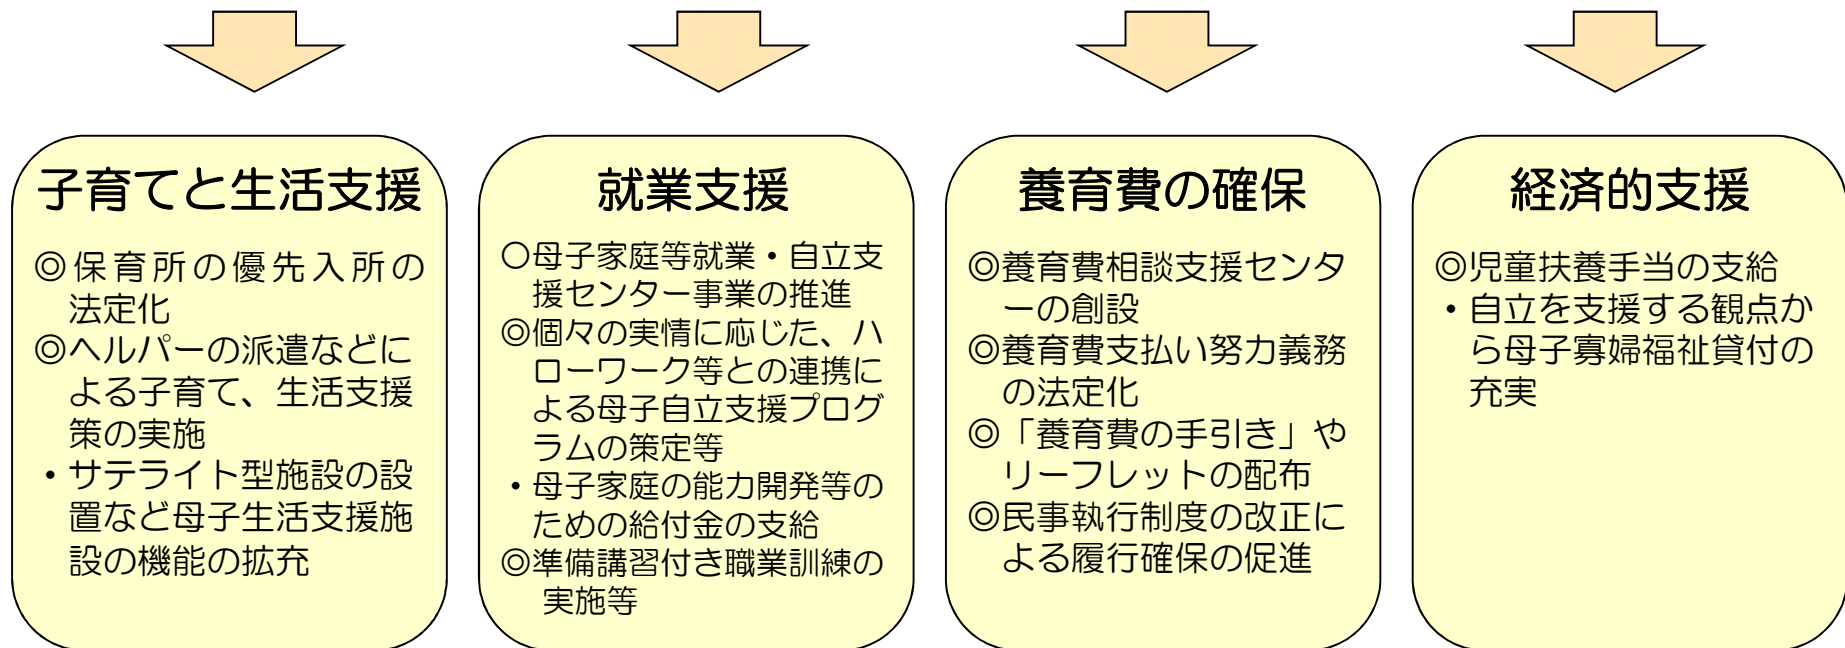 子育てと生活支援
◎保育所の優先入所の
法定化
◎ヘルパーの派遣などに
よる子育て、生活支援
策の実施
・サテライト型施設の設
置など母子生活支援施
設の機能の拡充
就業支援
〇母子家庭等就業・自立支
援センター事業の推進
◎個々の実情に応じた、ハ
ローワーク等との連携に
よる母子自立支援プログ
ラムの策定等
・母子家庭の能力開発等の
ための給付金の支給
◎準備講習付き職業訓練の
実施等
養育費の確保
◎養育費相談支援センタ
ーの創設
◎養育費支払い努力義務
の法定化
◎「養育費の手引き」や
リーフレットの配布
◎民事執行制度の改正に
よる履行確保の促進
経済的支援
◎児童扶養手当の支給
・自立を支援する観点か
ら母子寡婦福祉貸付の
充実